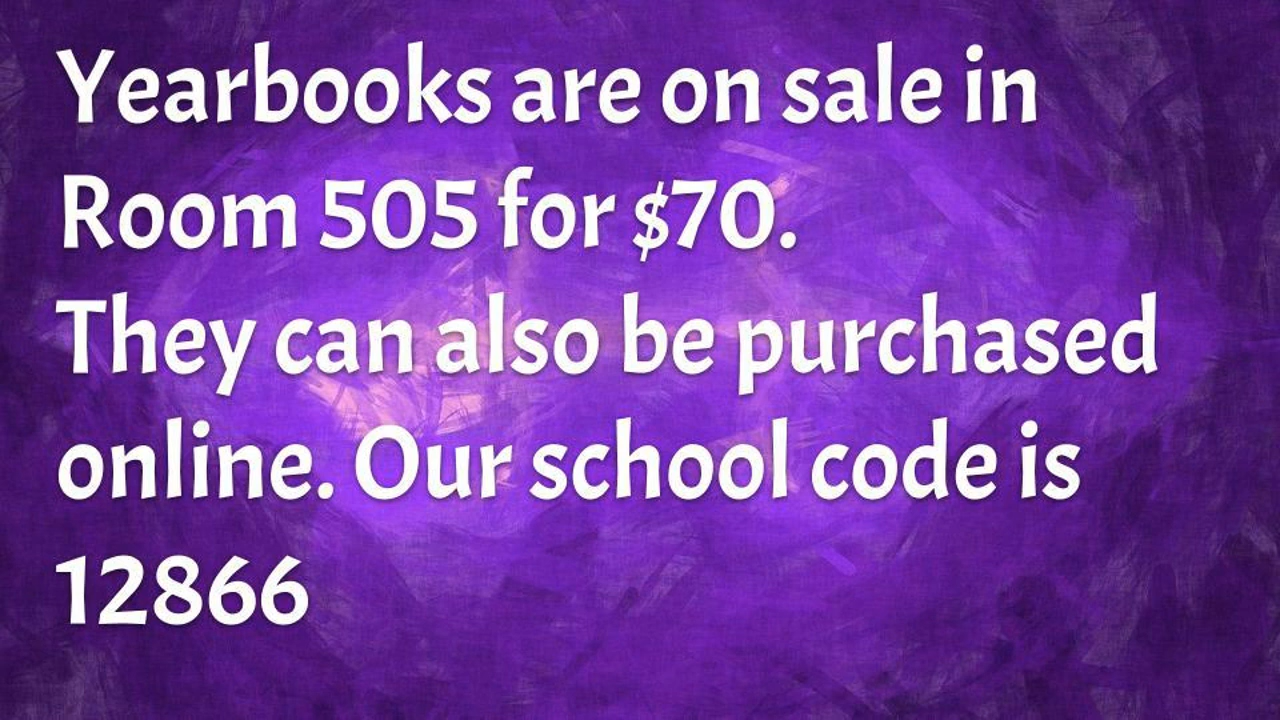 Yearbooks are on sale in
Room 505 for $70.
They can also be purchased
online. Our school code is
12866